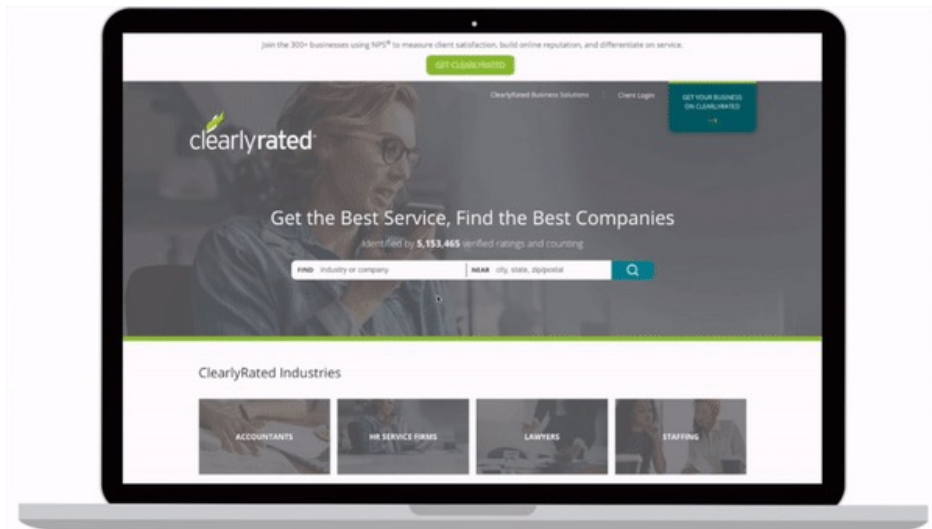 Join the 300+ businesses using NPS® to measure client satisfaction, build online reputation, and differentiate on service.
GET CLEARLYRATED
ClearlyRated Business Solutions
Client Login
GET YOUR BUSINESS
ON CLEARLYRATED
clearlyrated
Get the Best Service, Find the Best Companies
Identified by 5,153,465 verified ratings and counting
FIND industry or company
NEAR city, state, zip/postal
ClearlyRated Industries
ACCOUNTANTS
HR SERVICE FIRMS
LAWYERS
STAFFING